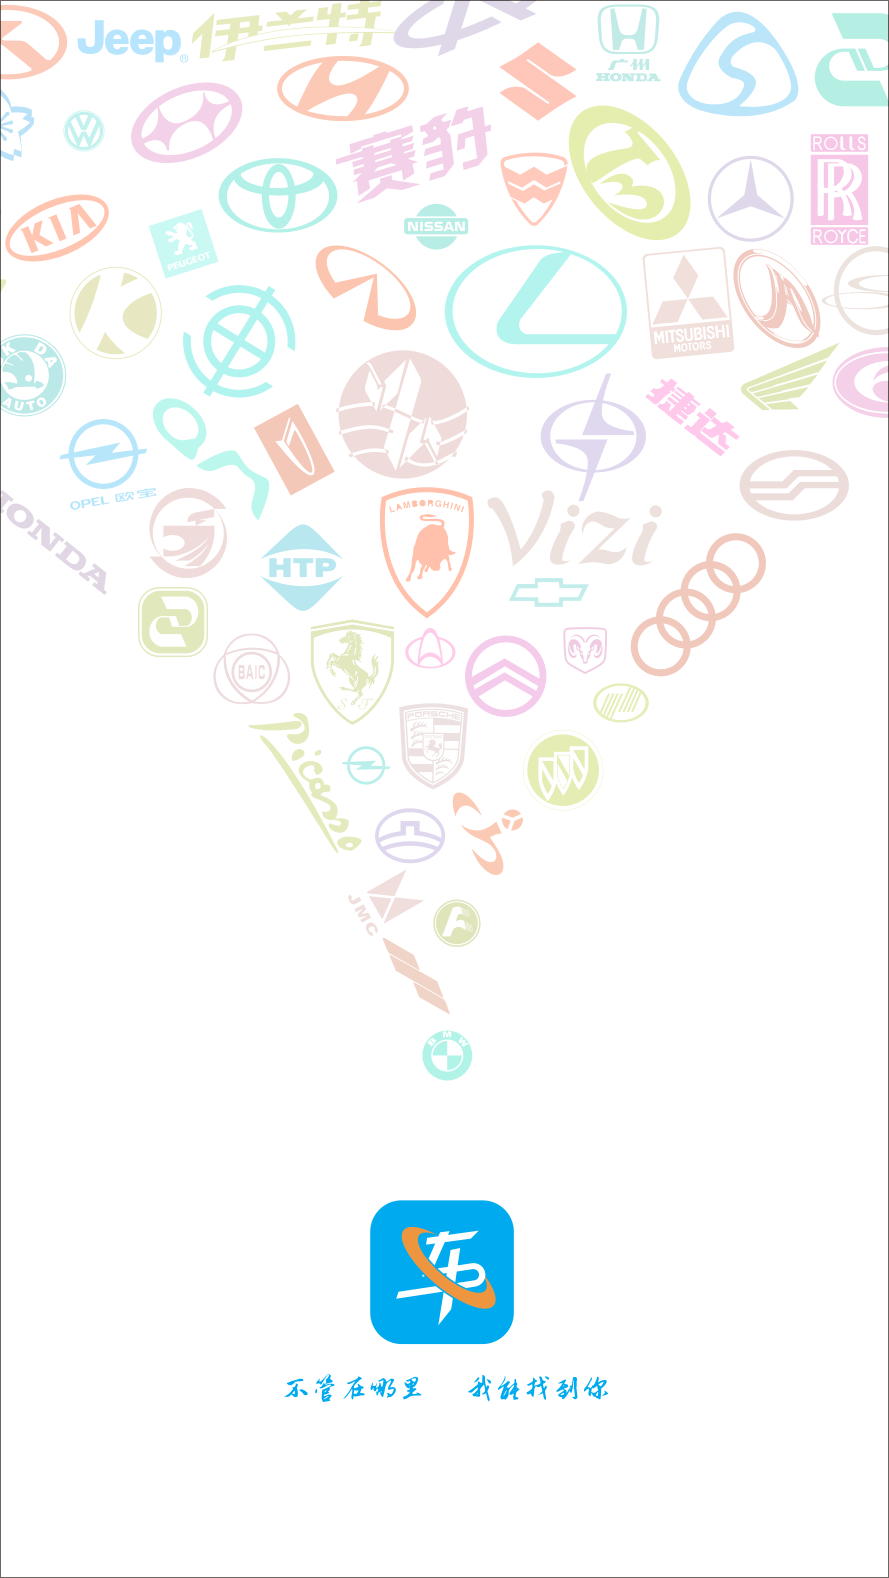 Jeep®
伊兰特
广州
HONDA
赛豹
ROLLS
RR
ROYCE
KIA
NISSAN
PEUGEOT
MITSUBISHI
MOTORS
K DA
AUTO
捷达
OPEL 欧宝
HONDA
LAMBORGHINI
Vizi
HTP
BAIC
S F
PORSCHE
Picasso
JMC
BMW
车
不管在哪里 我能找到你